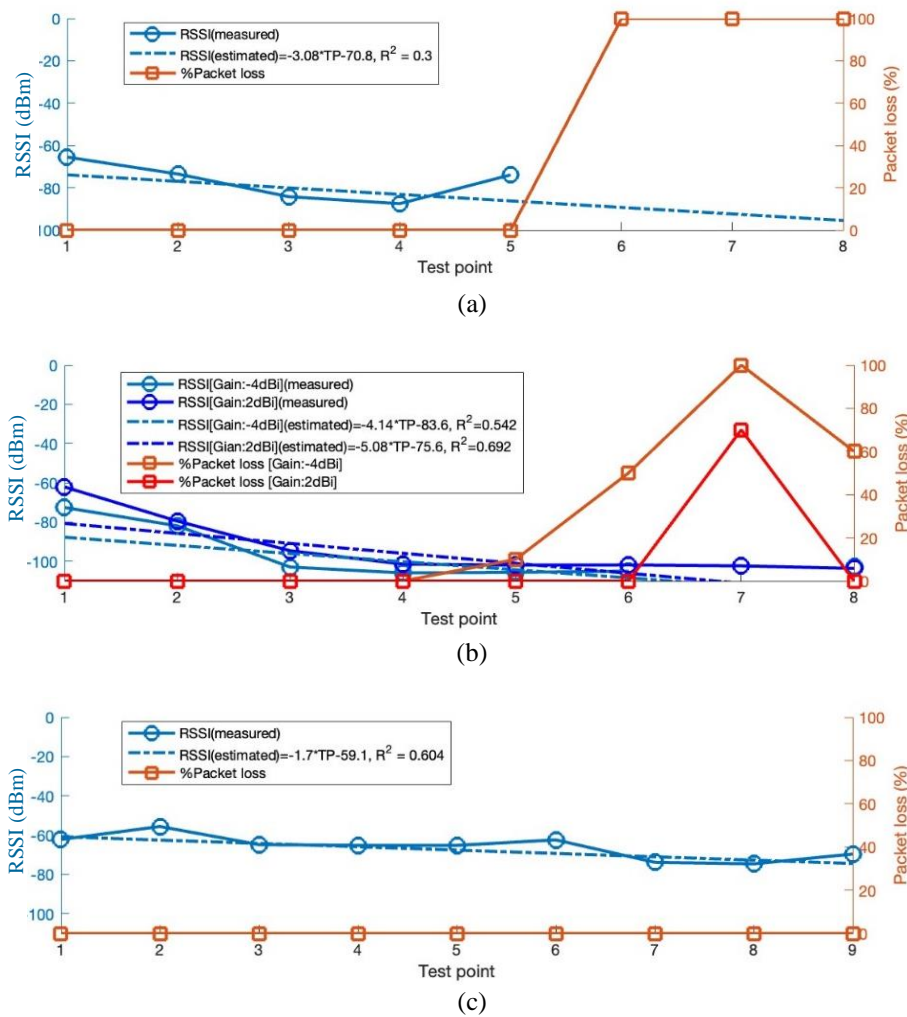 0
-20
-40
-60
-80
100
RSSI (dBm)
RSSI(measured)
RSSI(estimated)=-3.08*TP-70.8, R² = 0.3
%Packet loss
100
80
60
40
20
0
Packet loss (%)
1 2 3 4 5 6 7 8
Test point
(a)
0
-20
-40
-60
-80
-100
RSSI (dBm)
RSSI[Gain:-4dBi](measured)
RSSI[Gain:2dBi](measured)
RSSI[Gain:-4dBi](estimated)=-4.14*TP-83.6, R²=0.542
RSSI[Gian:2dBi](estimated)=-5.08*TP-75.6, R²=0.692
%Packet loss [Gain:-4dBi]
%Packet loss [Gain:2dBi]
100
80
60
40
20
0
Packet loss (%)
1 2 3 4 5 6 7 8
Test point
(b)
0
-20
-40
-60
-80
100
RSSI (dBm)
RSSI(measured)
RSSI(estimated)=-1.7*TP-59.1, R² = 0.604
%Packet loss
100
80
60
40
20
0
Packet loss (%)
1 2 3 4 5 6 7 8 9
Test point
(c)